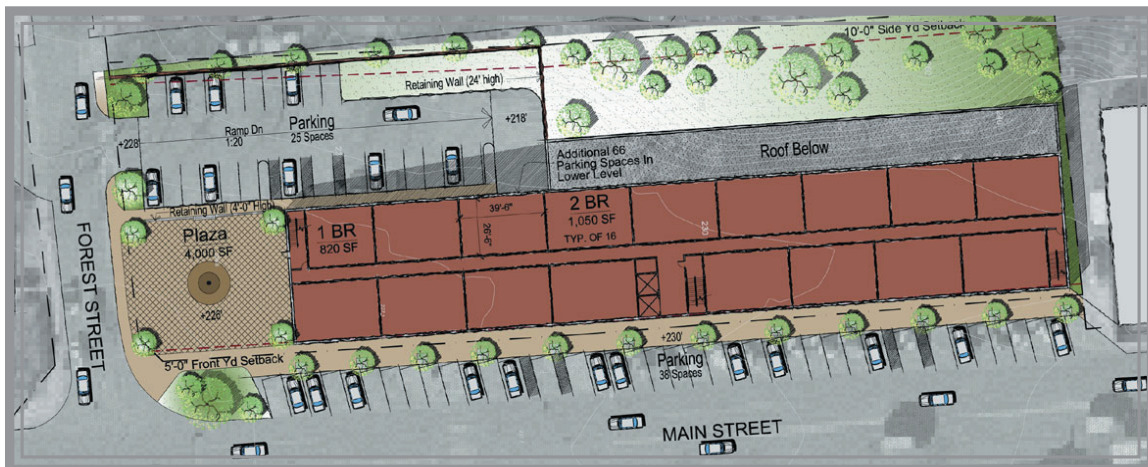 10'-0" Side Yd Setback
Retaining Wall (24' high)
+228'
Ramp Dn
1:20
Parking
25 Spaces
+218'
Additional 66
Parking Spaces In
Lower Level
Roof Below
Retaining Wall (4'-0" High)
Plaza
4,000 SF
+228'
1 BR
820 SF
39'-6"
26'-6"
2 BR
1,050 SF
TYP. OF 16
230
FOREST STREET
5'-0" Front Yd Setback
+230'
Parking
38 Spaces
MAIN STREET